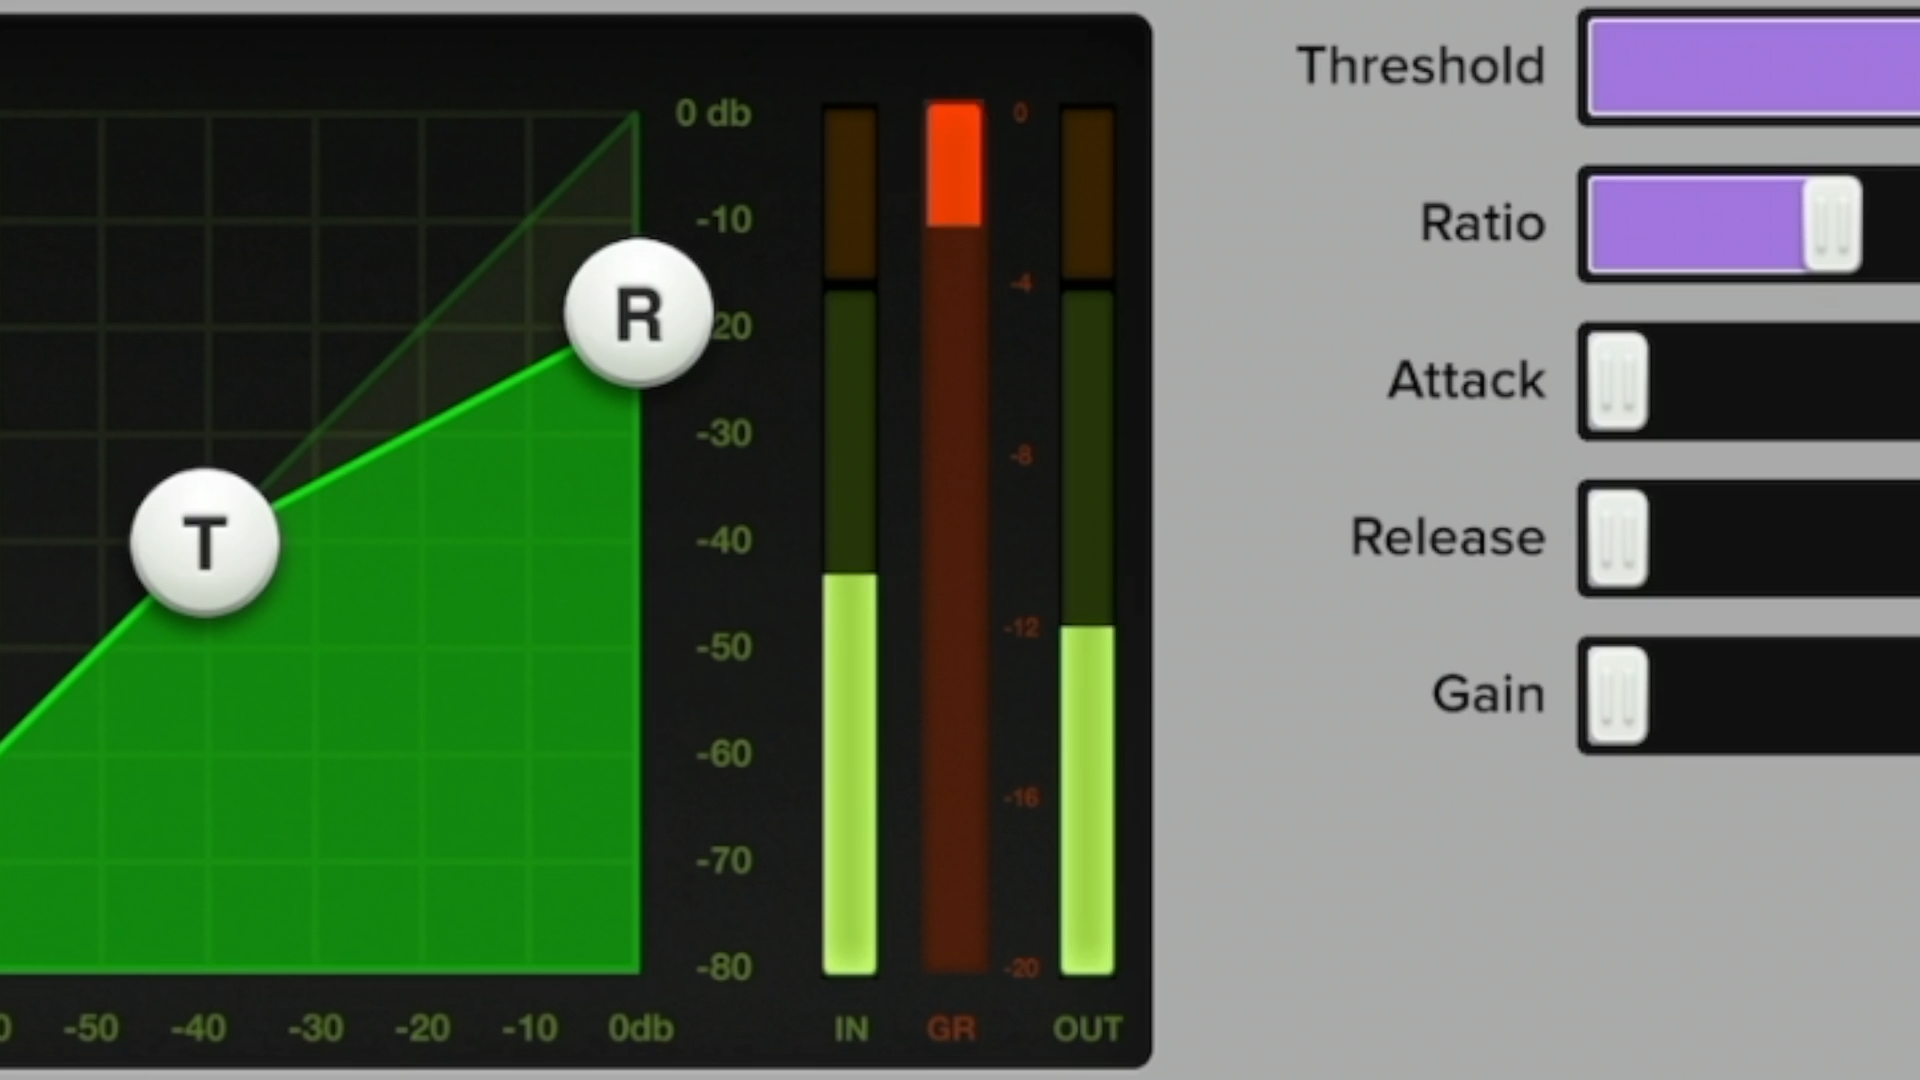 Threshold
Ratio
Attack
Release
Gain
0 db
-10
20
-30
-40
-50
-60
-70
-80
R
T
0
-4
-8
-12
-16
-20
0 -50 -40 -30 -20 -10 0db
IN GR OUT